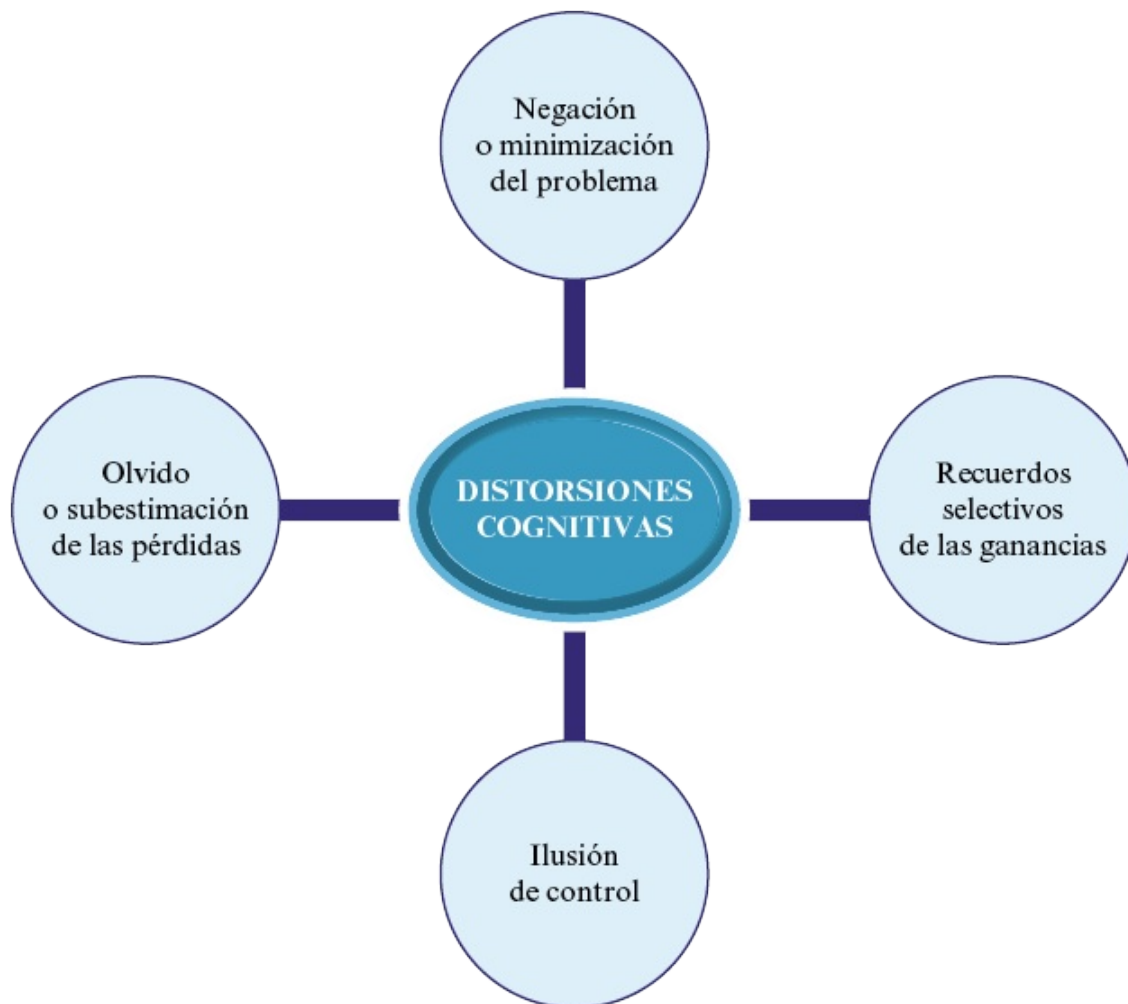 Negación
o minimización
del problema
Olvido
o subestimación
de las pérdidas
DISTORSIONES
COGNITIVAS
Recuerdos
selectivos
de las ganancias
Ilusión
de control